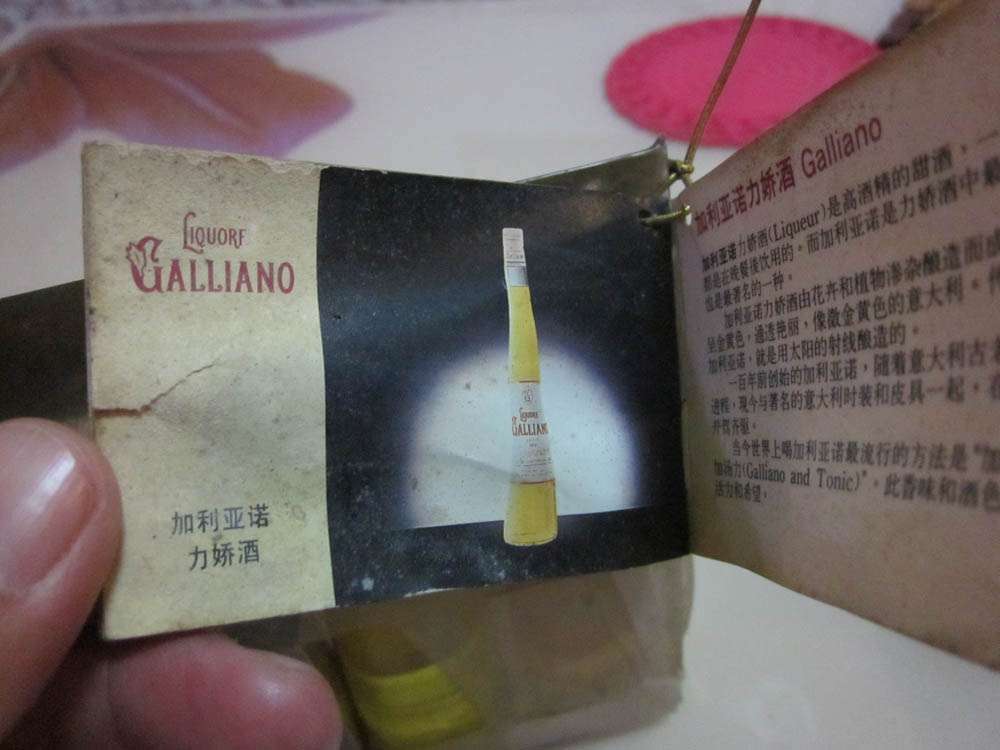 LIQUORE
GALLIANO
加利亚诺
力娇酒
LIQUORE
GALLIANO
加利亚诺力娇酒 Galliano
加利亚诺力娇酒(Liqueur)是高酒精的甜酒，一
都是在晚餐後饮用的。而加利亚诺是力娇酒中最
也是最著名的一种。
加利亚诺力娇酒由花卉和植物渗杂酿造而成
呈金黄色，通透艳丽，像微金黄色的意大利。
加利亚诺，就是用太阳的射线酿造的。
一百年前创始的加利亚诺，随着意大利古
进程，现今与著名的意大利时装和皮具一起，
并驾齐驱。
当今世界上喝加利亚诺最流行的方法是“加
加汤力(Galliano and Tonic)”。此香味和酒色
活力和希望。